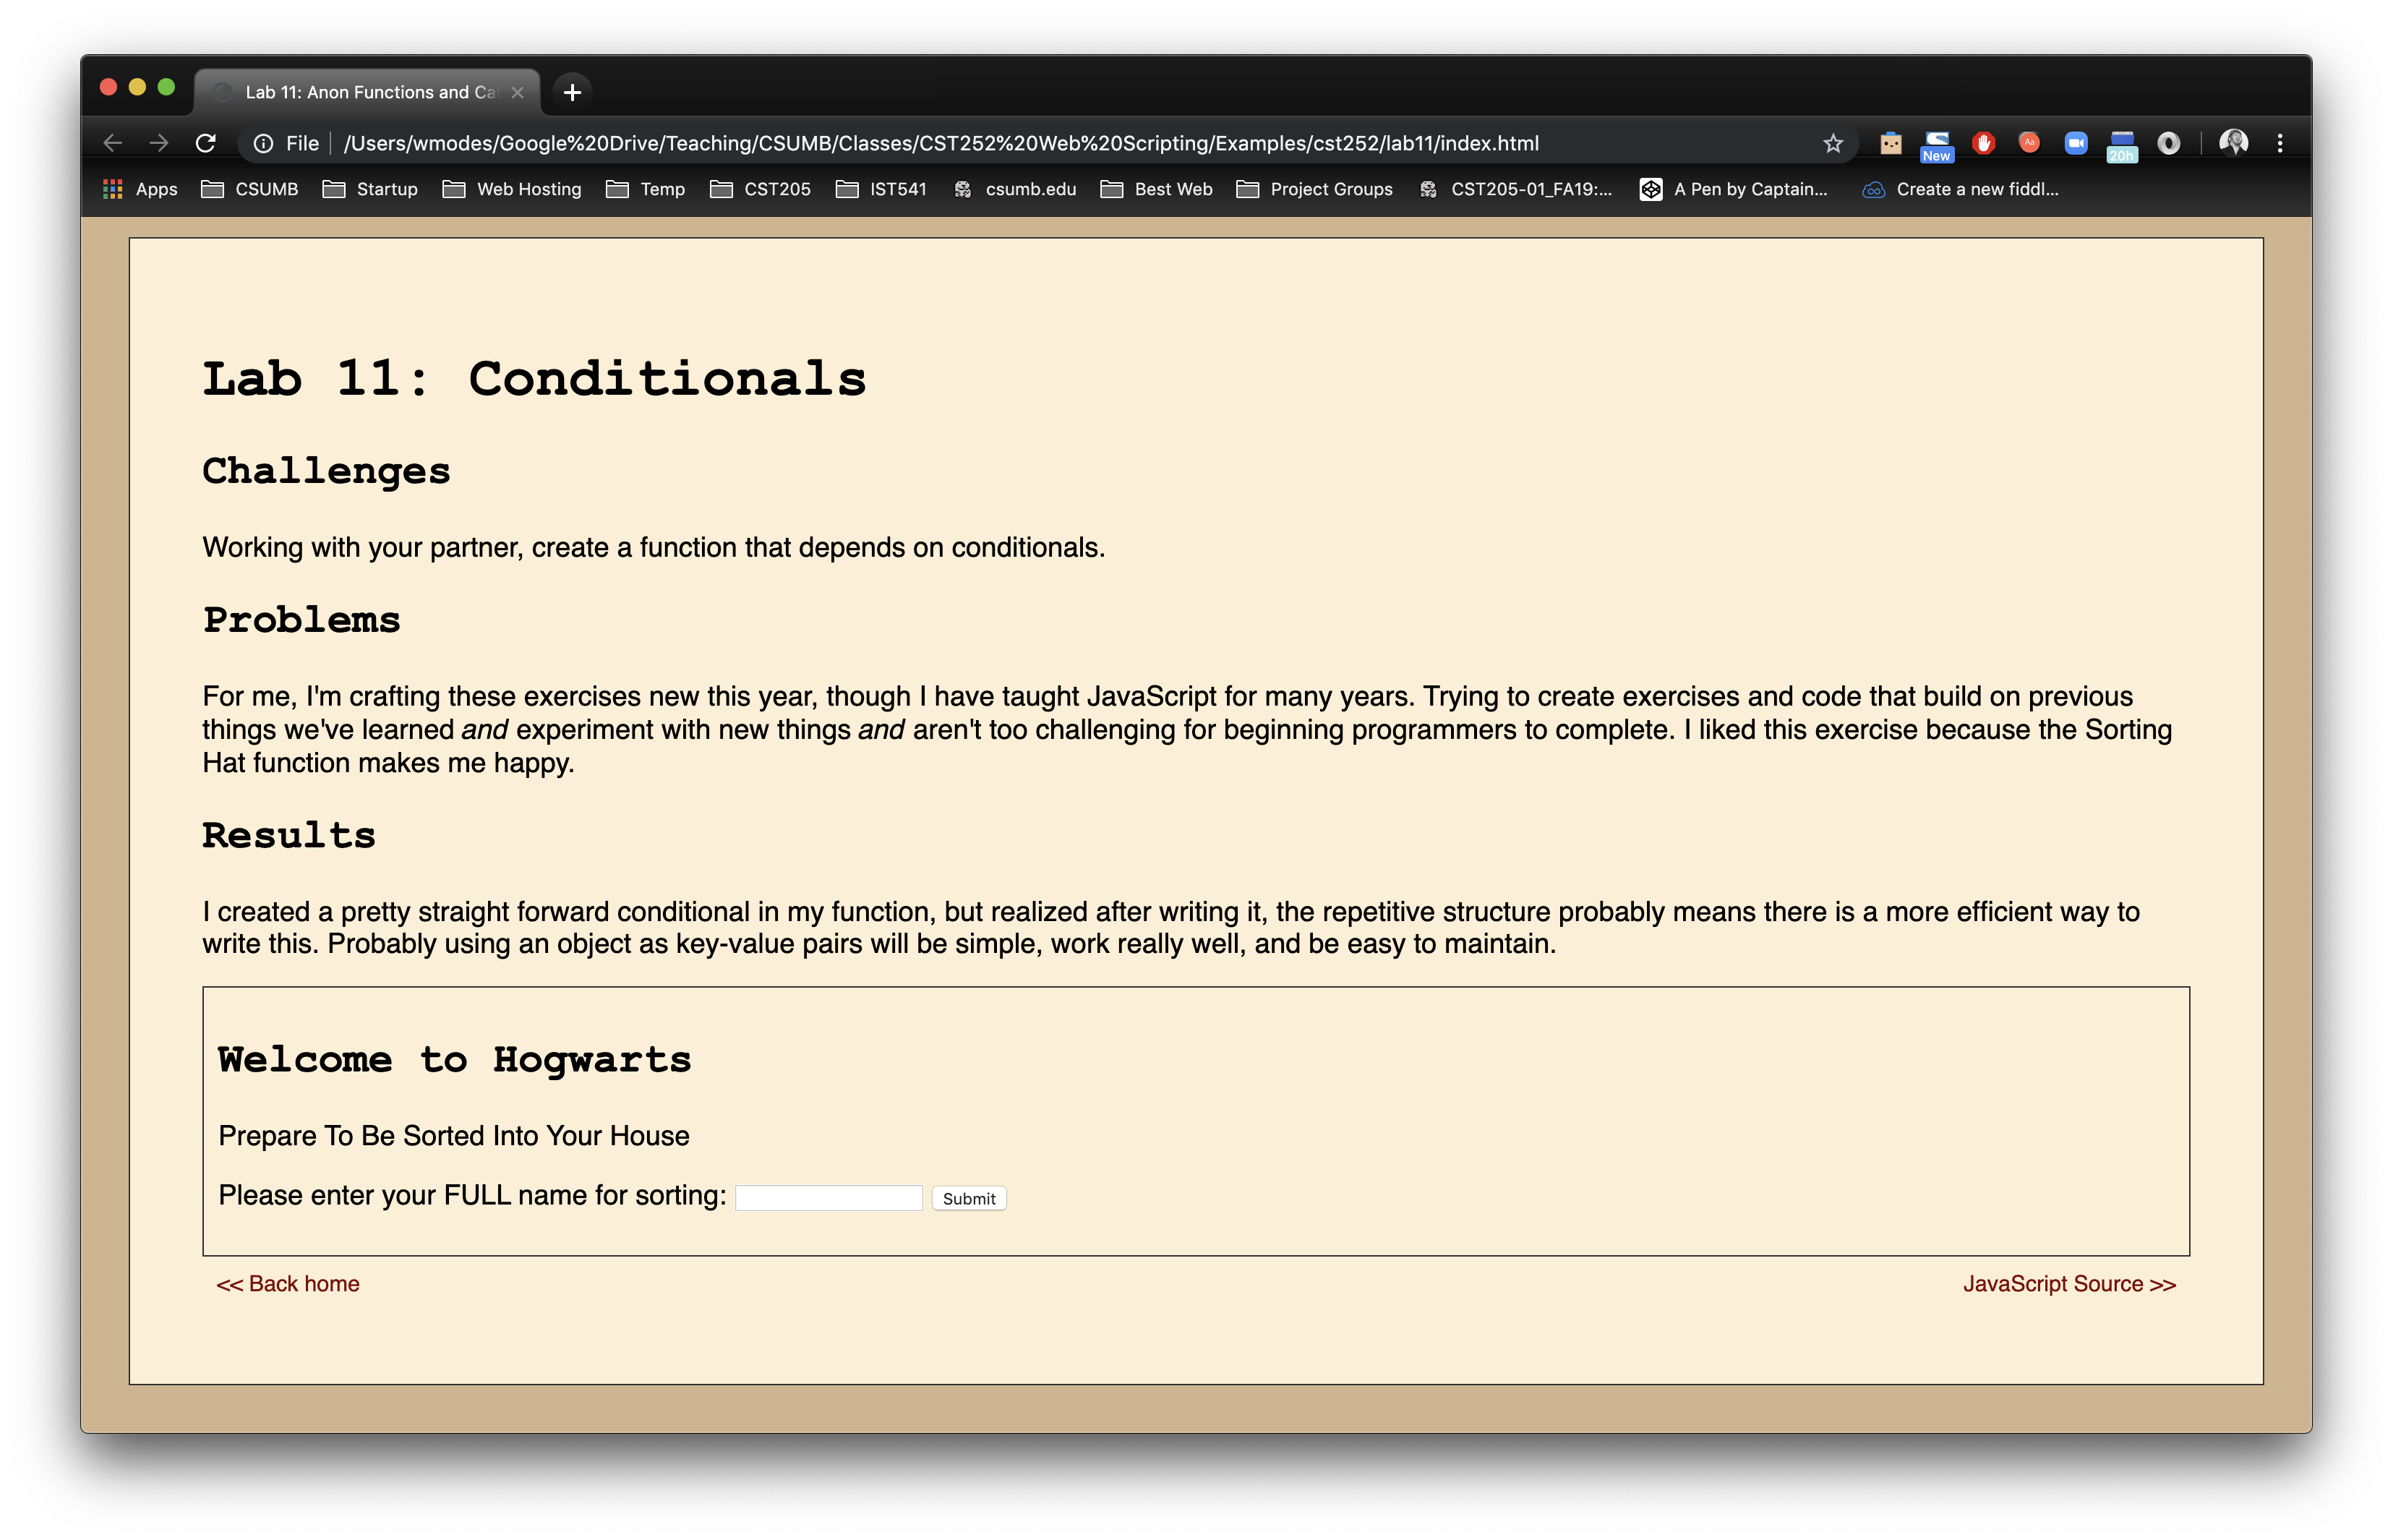 Lab 11: Anon Functions and Ca
File /Users/wmodes/Google%20Drive/Teaching/CSUMB/Classes/CST252%20Web%20Scripting/Examples/cst252/lab11/index.html
New
Aa
20h
Apps CSUMB Startup Web Hosting Temp CST205 IST541 csumb.edu Best Web Project Groups CST205-01_FA19:... A Pen by Captain... Create a new fiddl...
Lab 11: Conditionals
Challenges
Working with your partner, create a function that depends on conditionals.
Problems
For me, I'm crafting these exercises new this year, though I have taught JavaScript for many years. Trying to create exercises and code that build on previous
things we've learned and experiment with new things and aren't too challenging for beginning programmers to complete. I liked this exercise because the Sorting
Hat function makes me happy.
Results
I created a pretty straight forward conditional in my function, but realized after writing it, the repetitive structure probably means there is a more efficient way to
write this. Probably using an object as key-value pairs will be simple, work really well, and be easy to maintain.
Welcome to Hogwarts
Prepare To Be Sorted Into Your House
Please enter your FULL name for sorting: Submit
<< Back home JavaScript Source >>